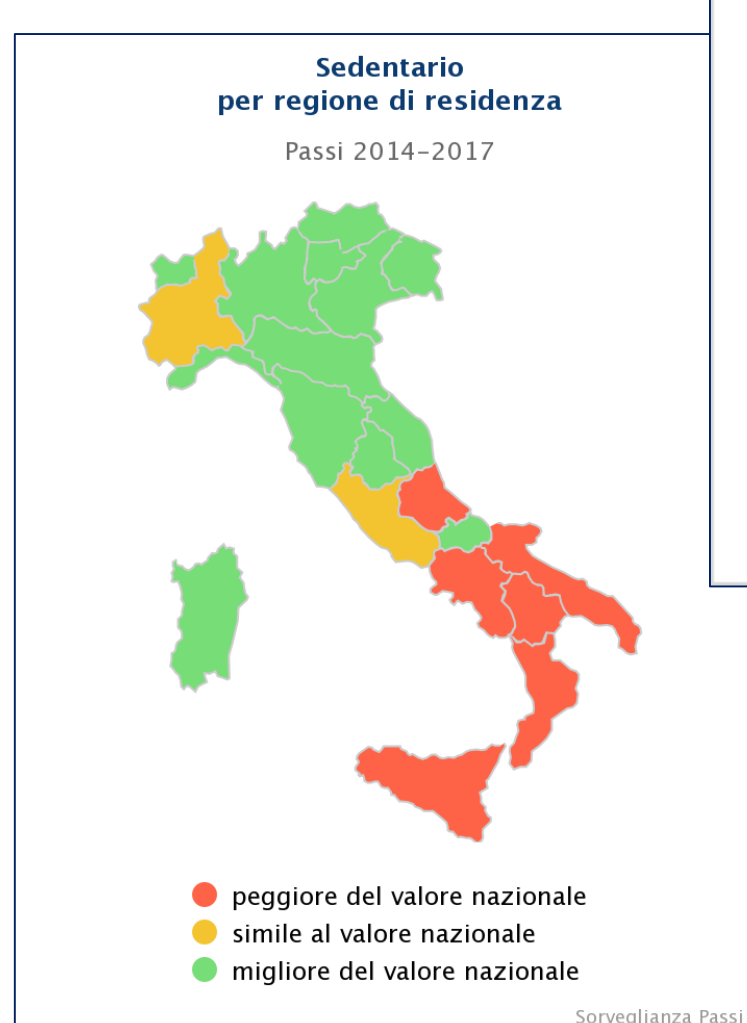 Sedentario
per regione di residenza
Passi 2014-2017
peggiore del valore nazionale
simile al valore nazionale
migliore del valore nazionale
Sorveglianza Passi